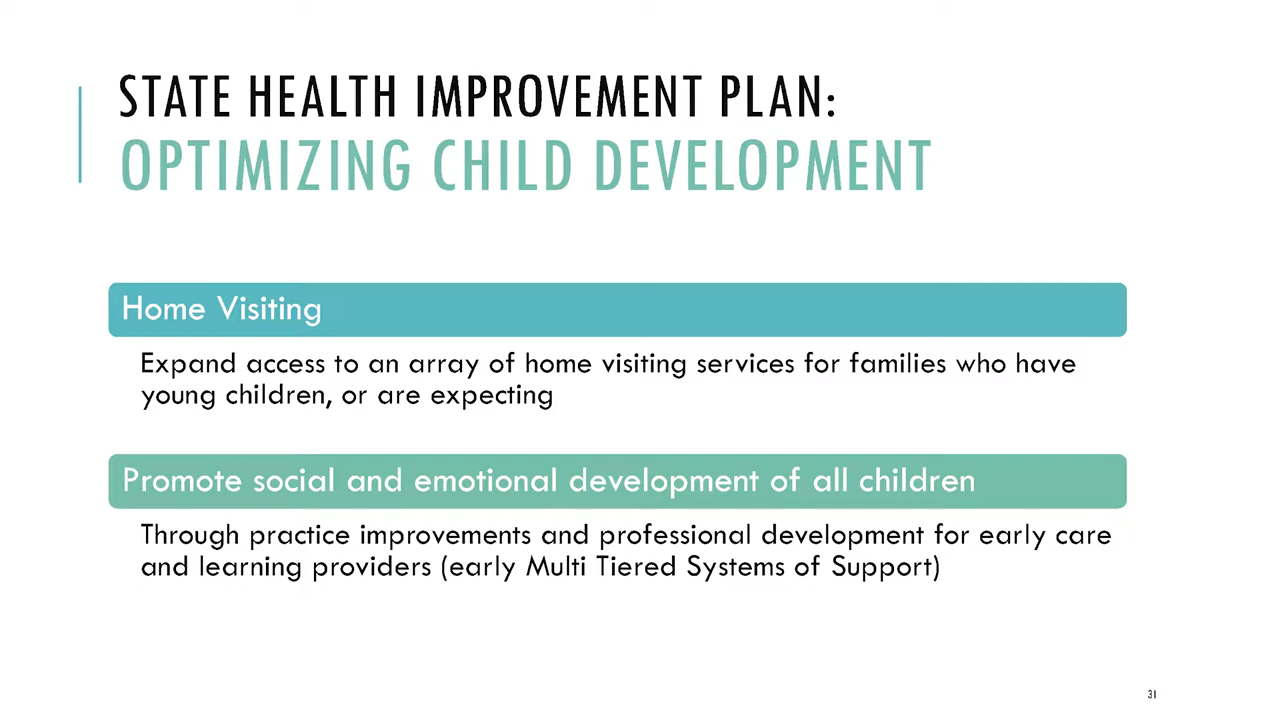 STATE HEALTH IMPROVEMENT PLAN:
OPTIMIZING CHILD DEVELOPMENT
Home Visiting
Expand access to an array of home visiting services for families who have
young children, or are expecting
Promote social and emotional development of all children
Through practice improvements and professional development for early care
and learning providers (early Multi Tiered Systems of Support)
31